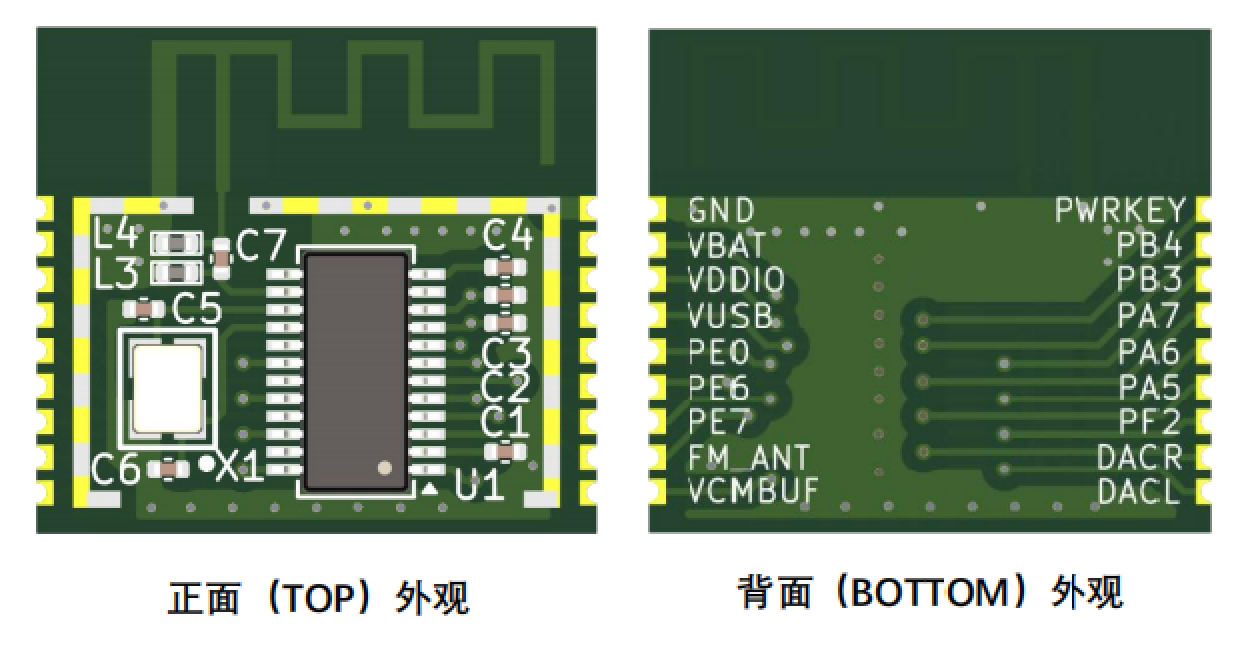 L4
C7
C4
L3
C5
C3
C2
C1
C6
X1
U1
GND
PWRKEY
VBAT
PB4
VDDIO
PB3
VUSB
PA7
PE0
PA6
PE6
PA5
PE7
PF2
FM_ANT
DACR
VCMBUF
DACL
正面（TOP）外观
背面（BOTTOM）外观